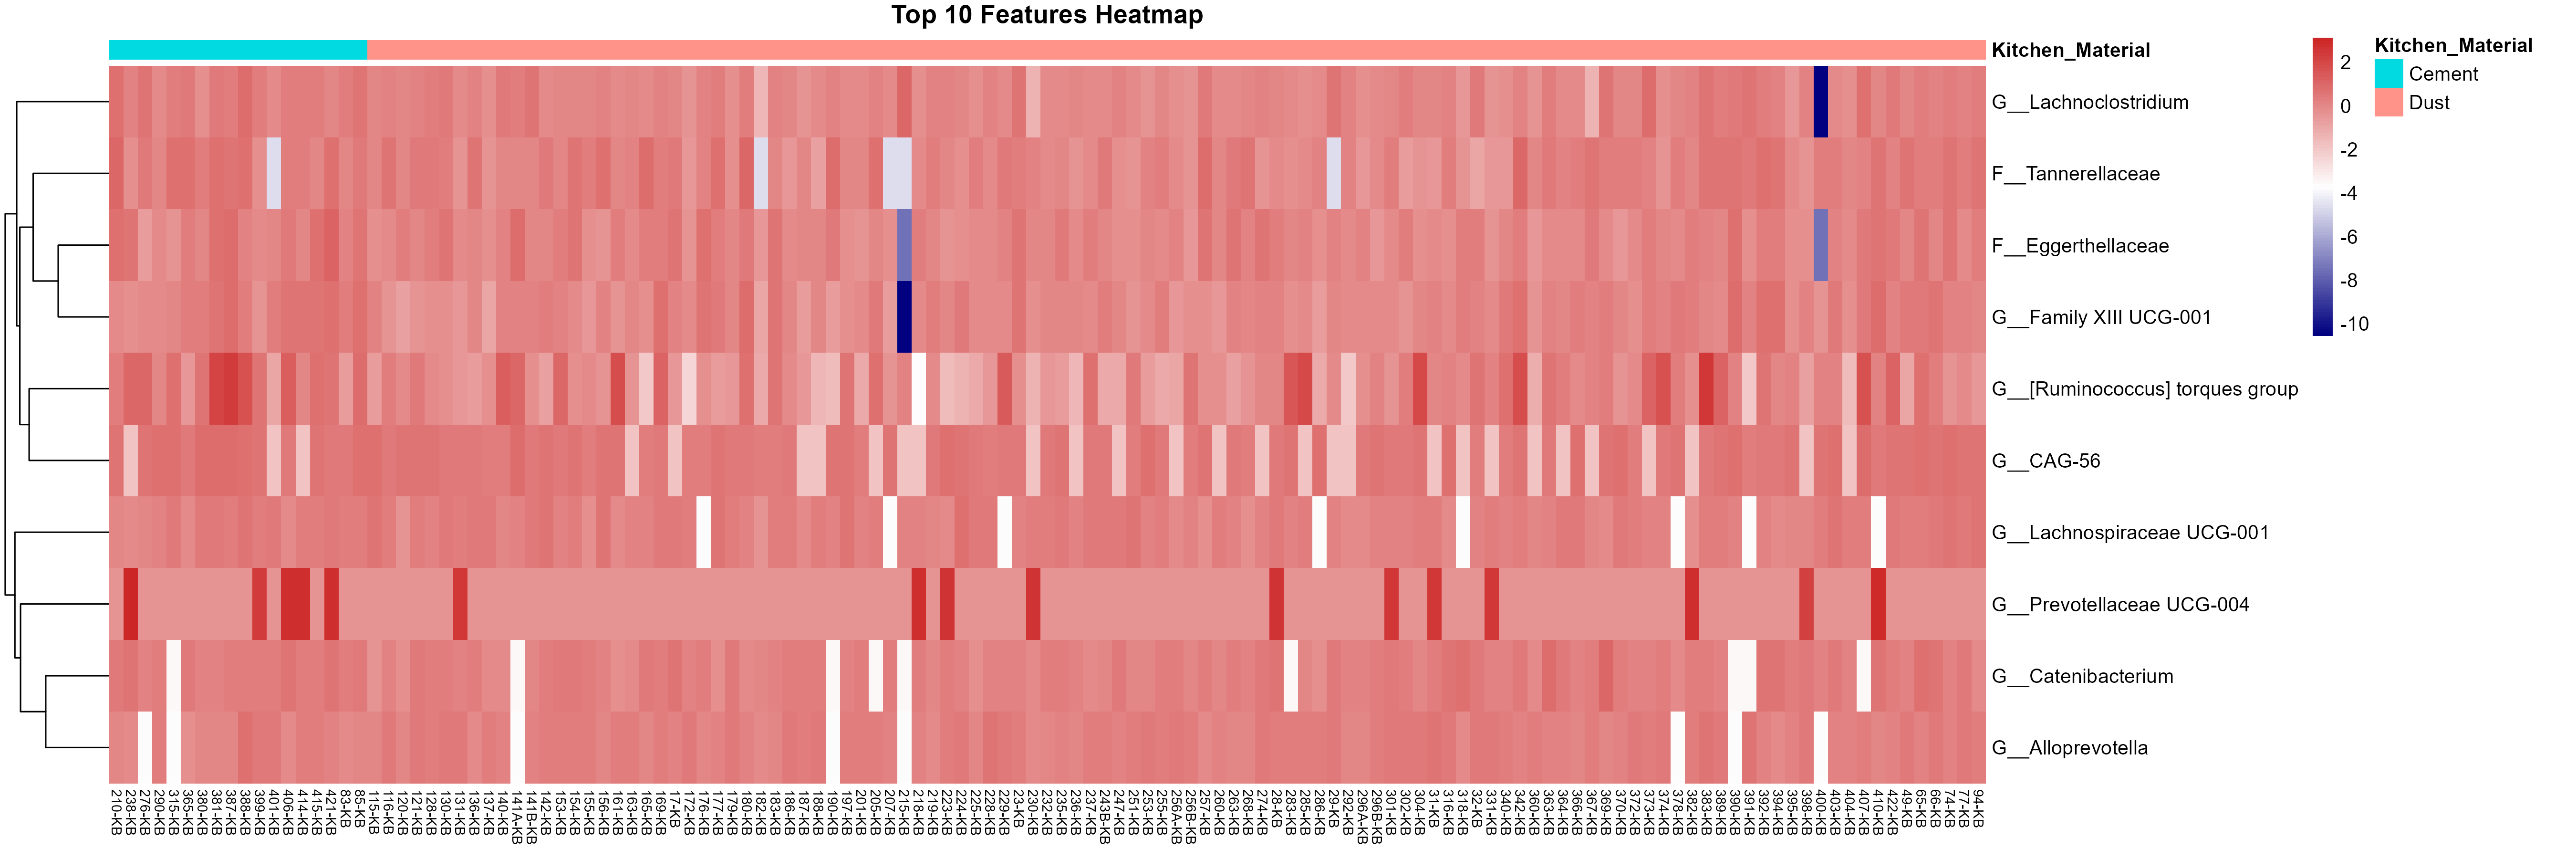 Top 10 Features Heatmap
Kitchen_Material
G__Lachnoclostridium
F__Tannerellaceae
F__Eggerthellaceae
G__Family XIII UCG-001
G__[Ruminococcus] torques group
G__CAG-56
G__Lachnospiraceae UCG-001
G__Prevotellaceae UCG-004
G__Catenibacterium
G__Alloprevotella
2
0
-2
-4
-6
-8
-10
Kitchen_Material
Cement
Dust
210-KB
238-KB
276-KB
290-KB
315-KB
365-KB
380-KB
381-KB
387-KB
388-KB
399-KB
401-KB
406-KB
414-KB
415-KB
421-KB
83-KB
85-KB
115-KB
116-KB
120-KB
121-KB
128-KB
130-KB
131-KB
136-KB
137-KB
140-KB
141A-KB
141B-KB
142-KB
153-KB
154-KB
155-KB
156-KB
161-KB
163-KB
165-KB
169-KB
17-KB
172-KB
176-KB
177-KB
179-KB
180-KB
182-KB
183-KB
186-KB
187-KB
188-KB
190-KB
197-KB
201-KB
205-KB
207-KB
215-KB
218-KB
219-KB
223-KB
224-KB
225-KB
228-KB
229-KB
23-KB
230-KB
232-KB
235-KB
236-KB
237-KB
243B-KB
247-KB
251-KB
253-KB
255-KB
256A-KB
256B-KB
257-KB
260-KB
263-KB
268-KB
274-KB
28-KB
283-KB
285-KB
286-KB
29-KB
292-KB
296A-KB
296B-KB
301-KB
302-KB
304-KB
31-KB
316-KB
318-KB
32-KB
331-KB
340-KB
342-KB
360-KB
363-KB
364-KB
366-KB
367-KB
369-KB
370-KB
372-KB
373-KB
374-KB
378-KB
382-KB
383-KB
389-KB
390-KB
391-KB
392-KB
394-KB
395-KB
398-KB
400-KB
403-KB
404-KB
407-KB
410-KB
422-KB
49-KB
65-KB
66-KB
74-KB
77-KB
94-KB